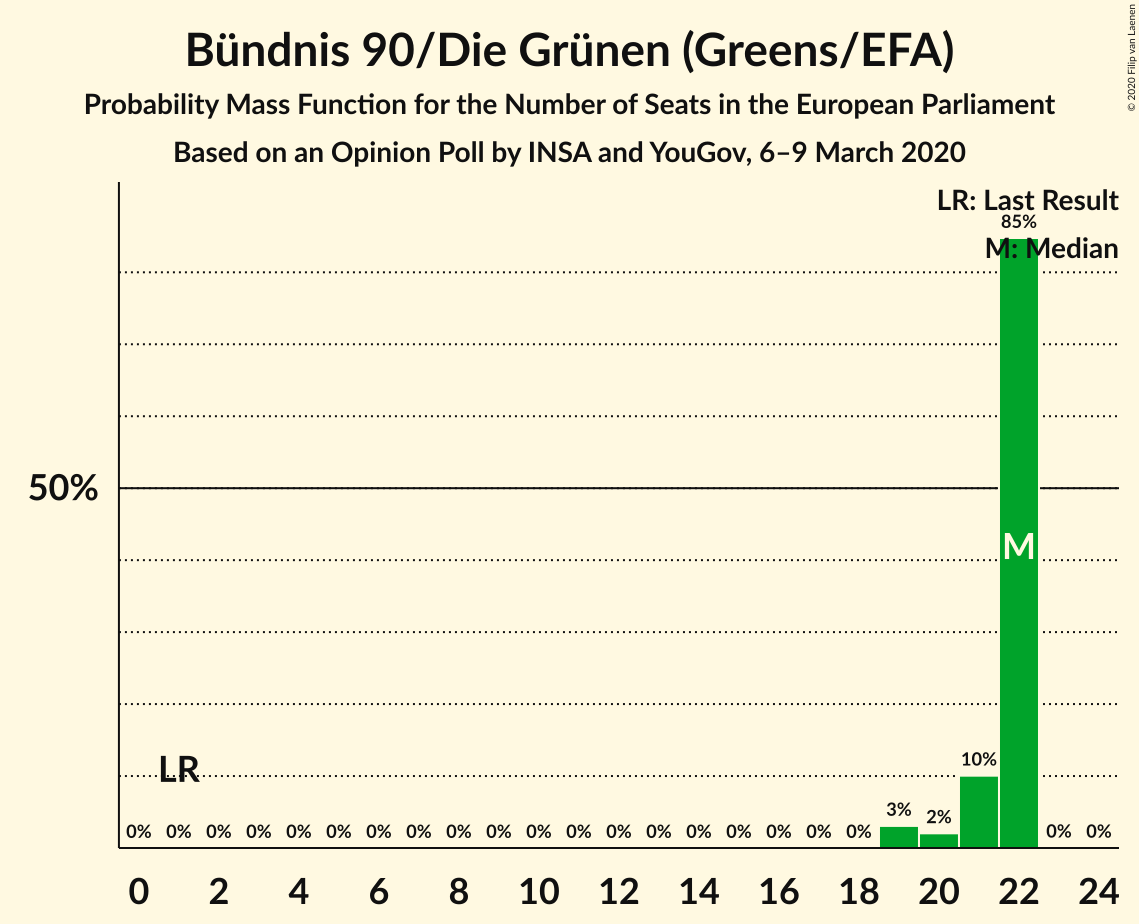 Bündnis 90/Die Grünen (Greens/EFA)
Probability Mass Function for the Number of Seats in the European Parliament
Based on an Opinion Poll by INSA and YouGov, 6–9 March 2020
© 2020 Filip van Laenen
LR: Last Result
85%
M: Median
50%
M
LR
10%
3%
2%
0% 0% 0% 0% 0% 0% 0% 0% 0% 0% 0% 0% 0% 0% 0% 0% 0% 0% 0% 0% 0%
0 2 4 6 8 10 12 14 16 18 20 22 24